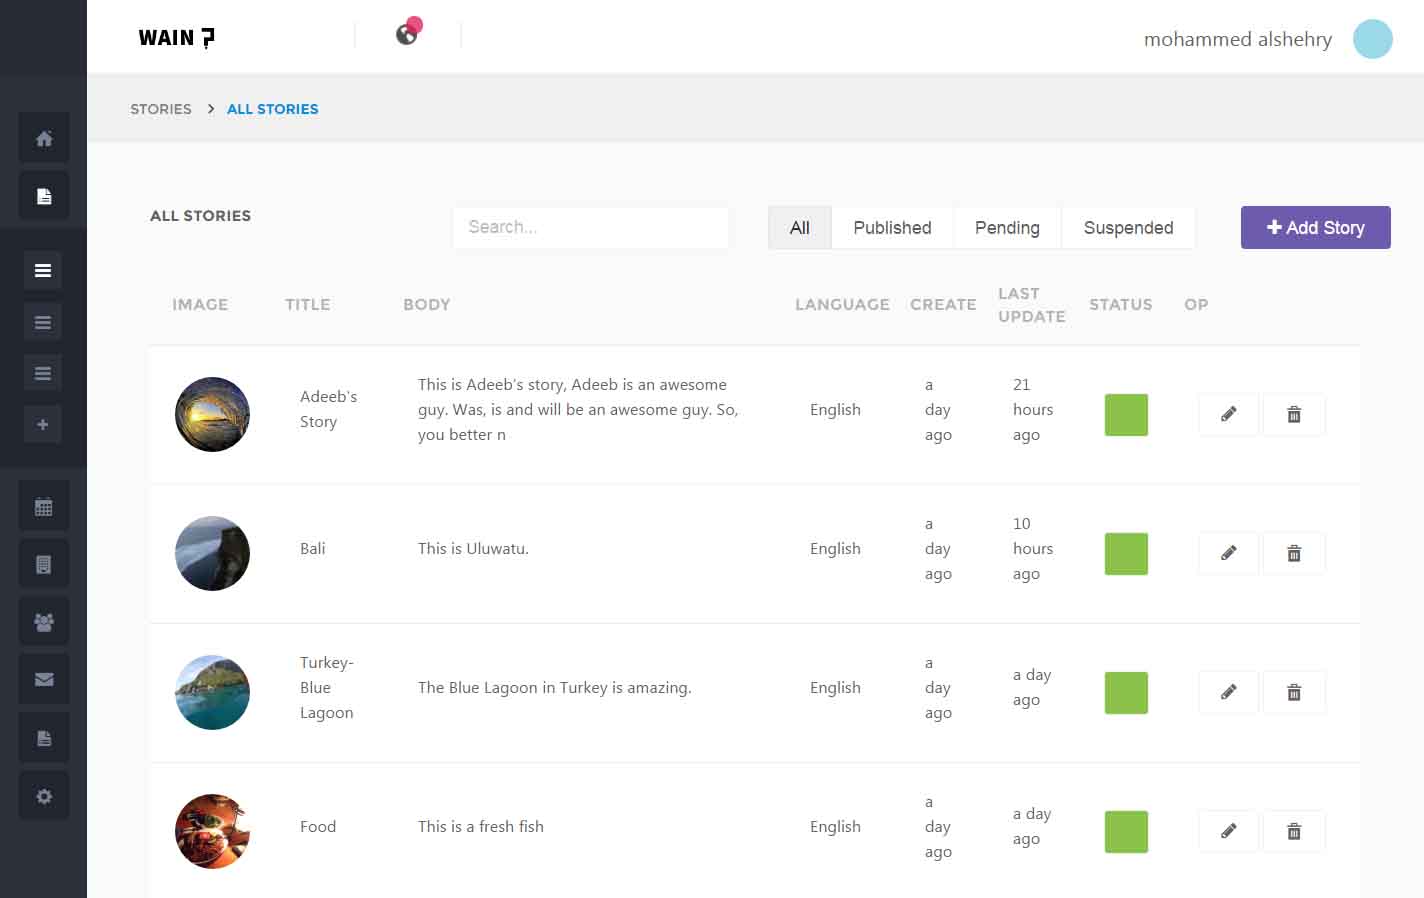 WAIN ?
mohammed alshehry
STORIES > ALL STORIES
ALL STORIES
Search...
All
Published
Pending
Suspended
+ Add Story
IMAGE
TITLE
BODY
LANGUAGE
CREATE
LAST
UPDATE
STATUS
OP
Adeeb's
Story
This is Adeeb's story, Adeeb is an awesome
guy. Was, is and will be an awesome guy. So,
you better n
English
a
day
ago
21
hours
ago
Bali
This is Uluwatu.
English
a
day
ago
10
hours
ago
Turkey-
Blue
Lagoon
The Blue Lagoon in Turkey is amazing.
English
a
day
ago
a day
ago
Food
This is a fresh fish
English
a
day
ago
a day
ago